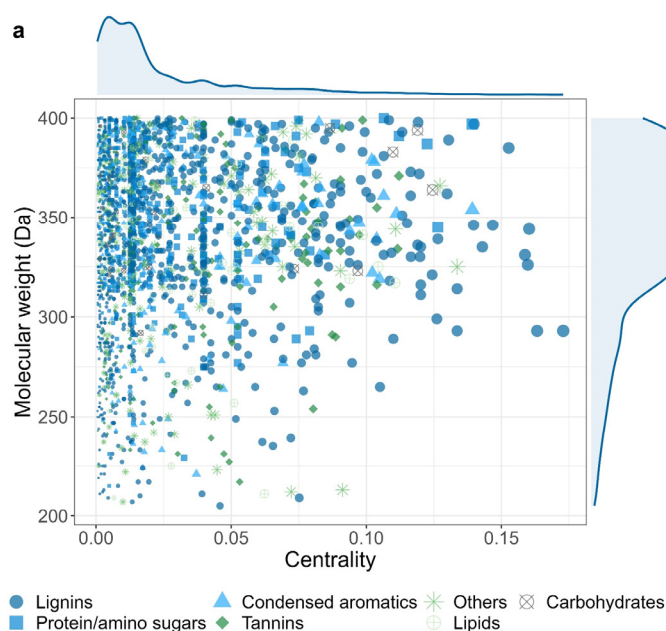 a
400
350
300
250
200
Molecular weight (Da)
0.00 0.05 0.10 0.15
Centrality
Lignins Condensed aromatics Others Carbohydrates
Protein/amino sugars Tannins Lipids